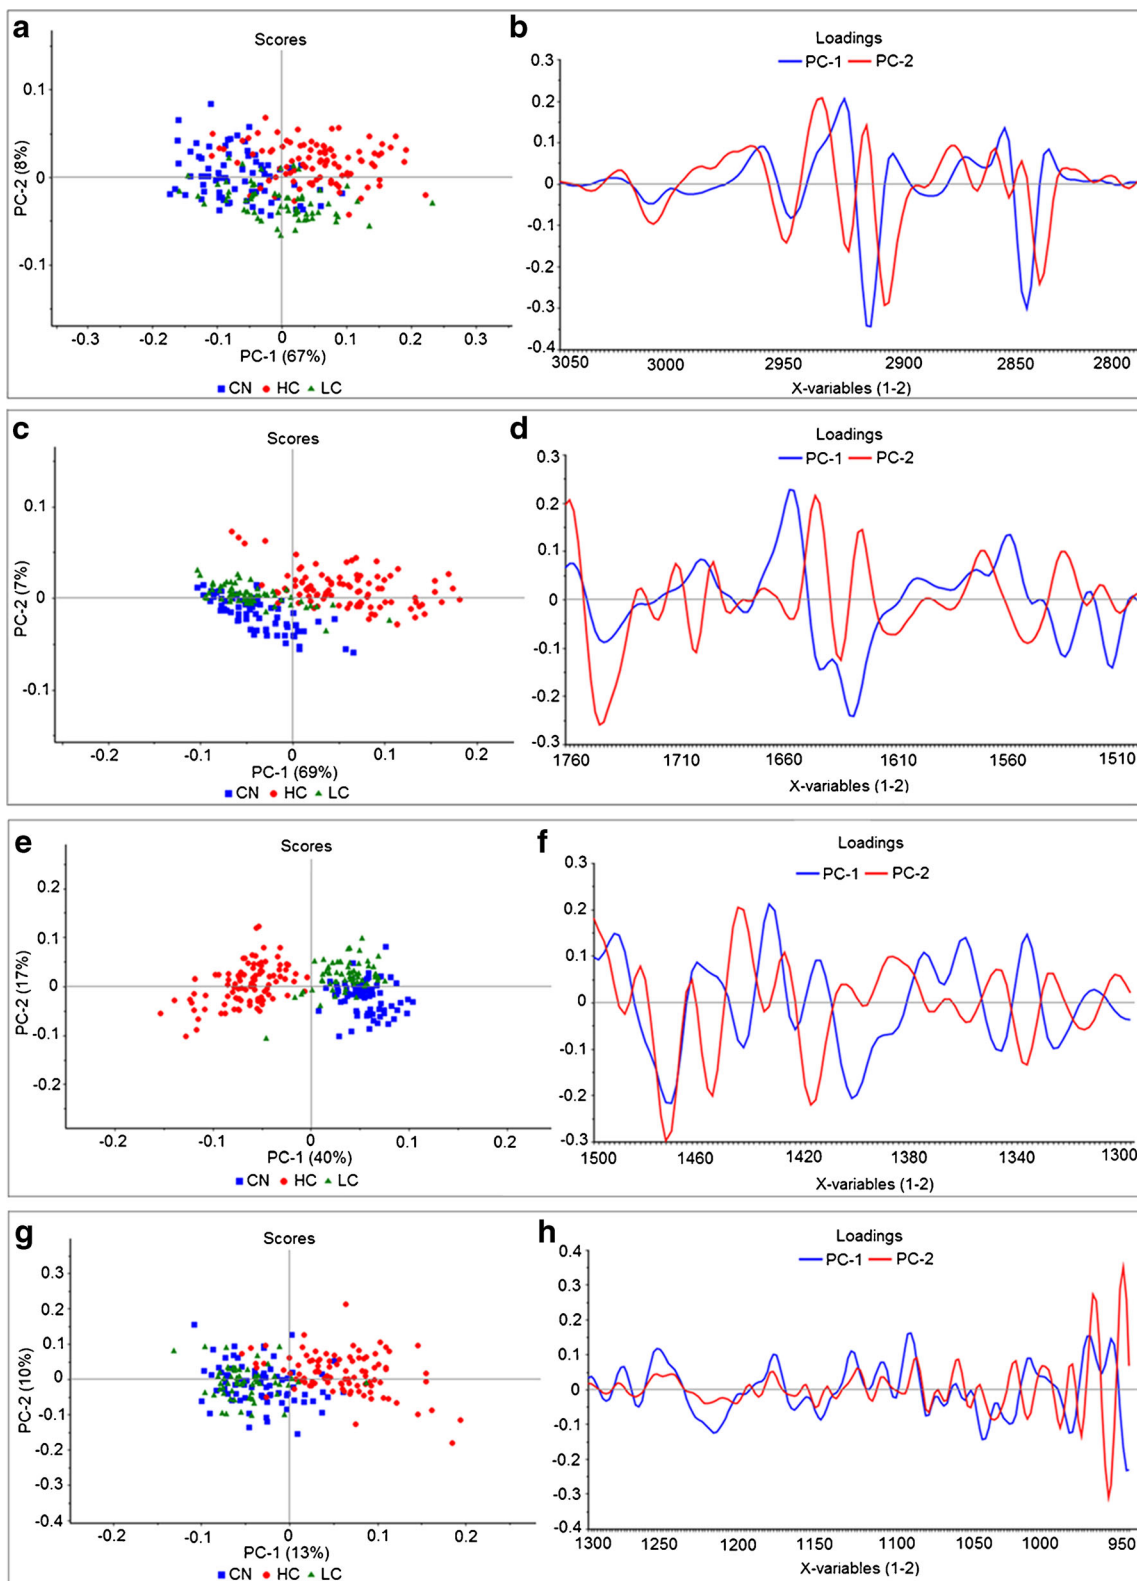 a
Scores
0.1
0
-0.1
PC-2 (8%)
-0.3 -0.2 -0.1 0 0.1 0.2 0.3
PC-1 (67%)
CN HC LC
b
Loadings
PC-1 PC-2
0.3
0.2
0.1
0
-0.1
-0.2
-0.3
-0.4
3050 3000 2950 2900 2850 2800
X-variables (1-2)
c
Scores
0.1
0
-0.1
PC-2 (7%)
-0.2 -0.1 0 0.1 0.2
PC-1 (69%)
CN HC LC
d
Loadings
PC-1 PC-2
0.3
0.2
0.1
0
-0.1
-0.2
-0.3
1760 1710 1660 1610 1560 1510
X-variables (1-2)
e
Scores
0.2
0.1
0
-0.1
-0.2
PC-2 (17%)
-0.2 -0.1 0 0.1 0.2
PC-1 (40%)
CN HC LC
f
Loadings
PC-1 PC-2
0.3
0.2
0.1
0
-0.1
-0.2
-0.3
1500 1460 1420 1380 1340 1300
X-variables (1-2)
g
Scores
0.3
0.2
0.1
0
-0.1
-0.2
-0.3
-0.4
PC-2 (10%)
-0.2 -0.1 0 0.1 0.2
PC-1 (13%)
CN HC LC
h
Loadings
PC-1 PC-2
0.4
0.3
0.2
0.1
0
-0.1
-0.2
-0.3
-0.4
1300 1250 1200 1150 1100 1050 1000 950
X-variables (1-2)